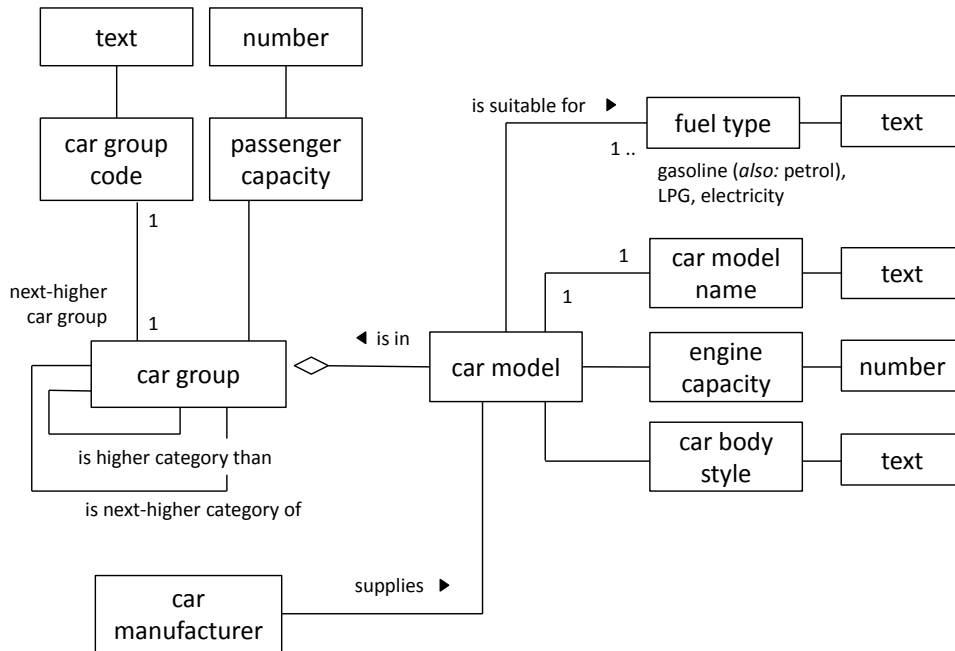 text
number
is suitable for ►
fuel type
text
car group
code
passenger
capacity
1 ..
gasoline (also: petrol),
LPG, electricity
1
1
car model
name
text
1
next-higher
car group
1
◄ is in
car group
car model
engine
capacity
number
is higher category than
car body
style
text
is next-higher category of
supplies ►
car
manufacturer